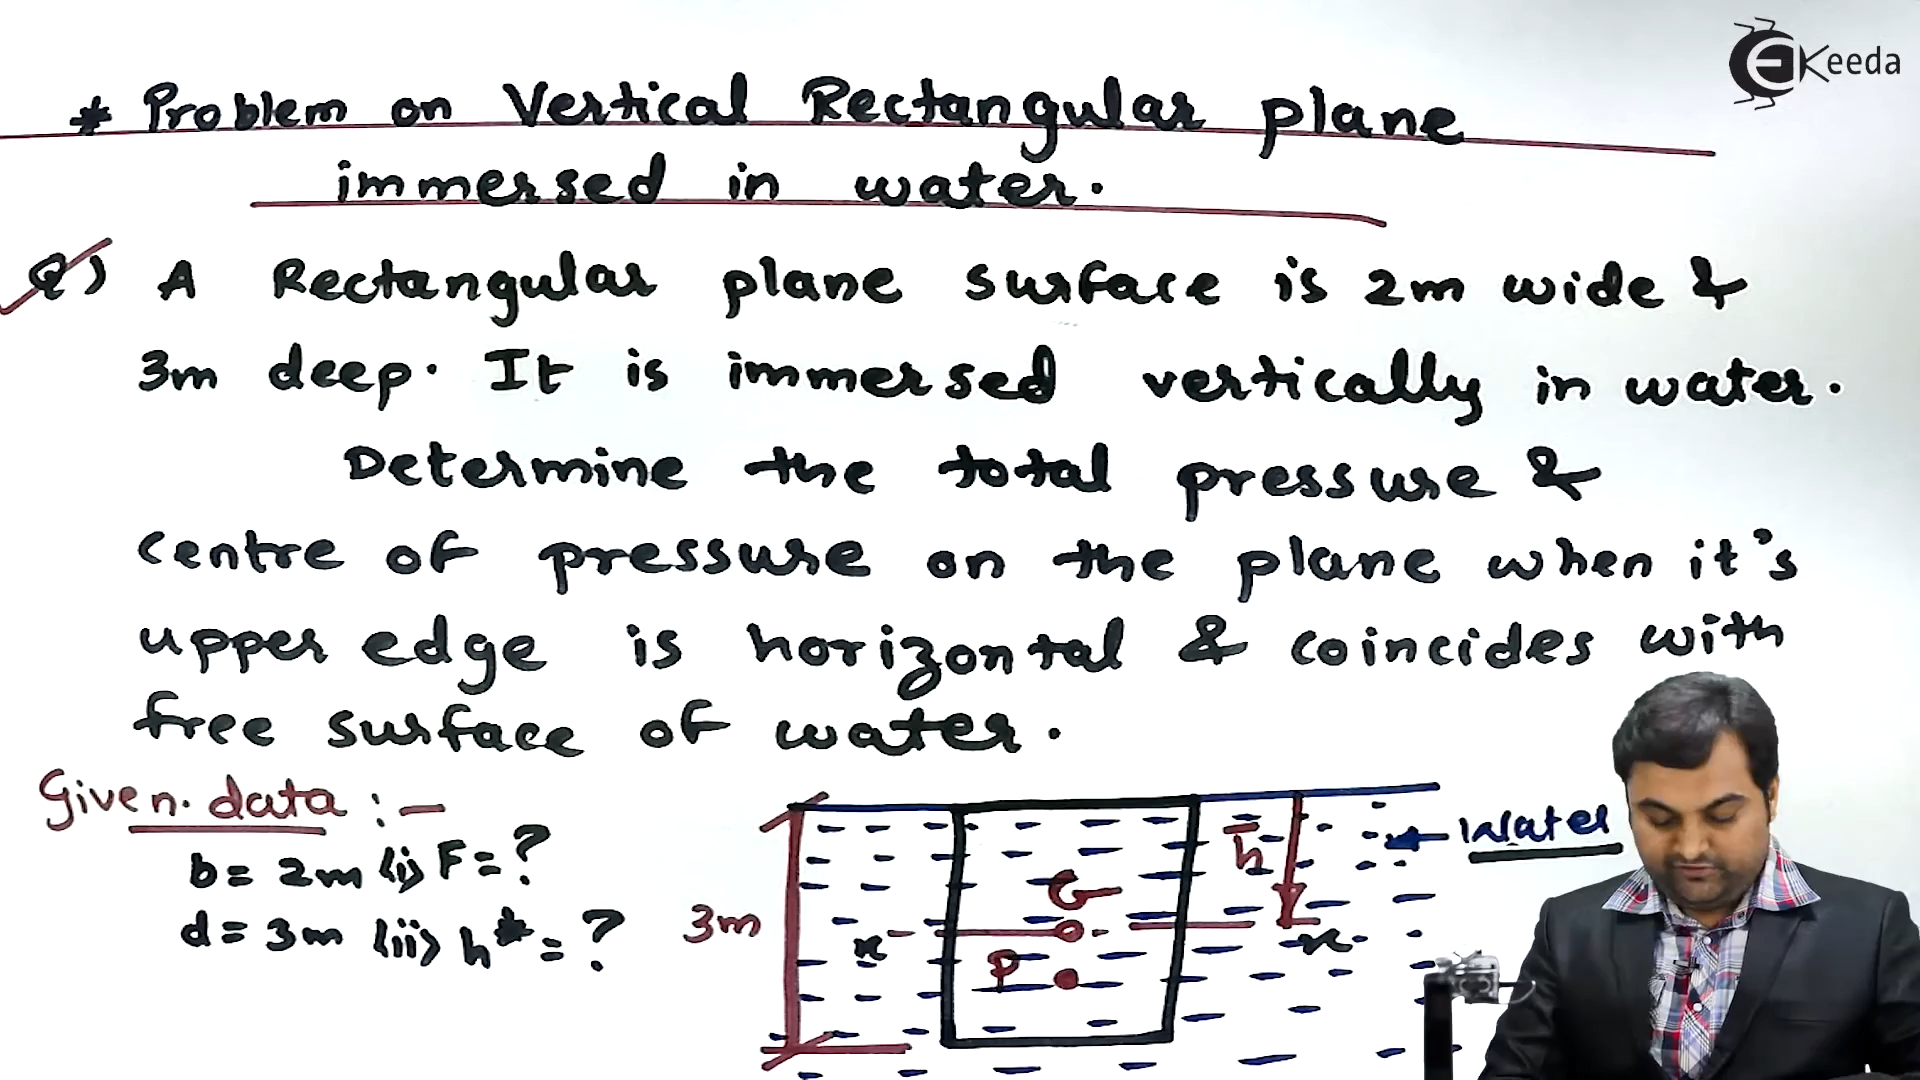 EKeeda
* Problem on Vertical Rectangular plane
immersed in water.
Q) A Rectangular plane surface is 2m wide &
3m deep. It is immersed vertically in water.
Determine the total pressure &
centre of pressure on the plane when it's
upper edge is horizontal & coincides with
free surface of water.
Given data :-
b = 2m (i) F = ?
d = 3m (ii) h* = ?
3m
x
G
P
h̄
x
Water